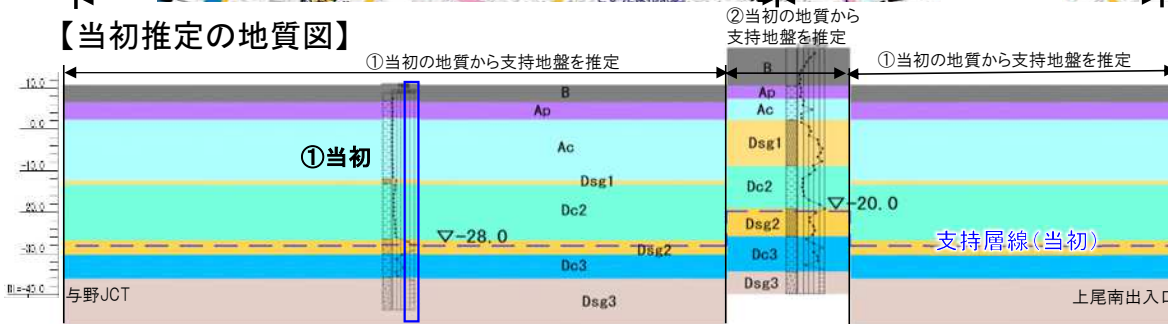 【当初推定の地質図】
②当初の地質から
支持地盤を推定
①当初の地質から支持地盤を推定
①当初の地質から支持地盤を推定
10.0
0.0
-10.0
20.0
-30.0
-40.0
B
Ap
Ac
Dsg1
Dc2
Dsg2
Dc3
Dsg3
①当初
▽-28.0
B
Ap
Ac
Dsg1
Dc2
▽-20.0
Dsg2
Dc3
Dsg3
支持層線(当初)
与野JCT
上尾南出入口